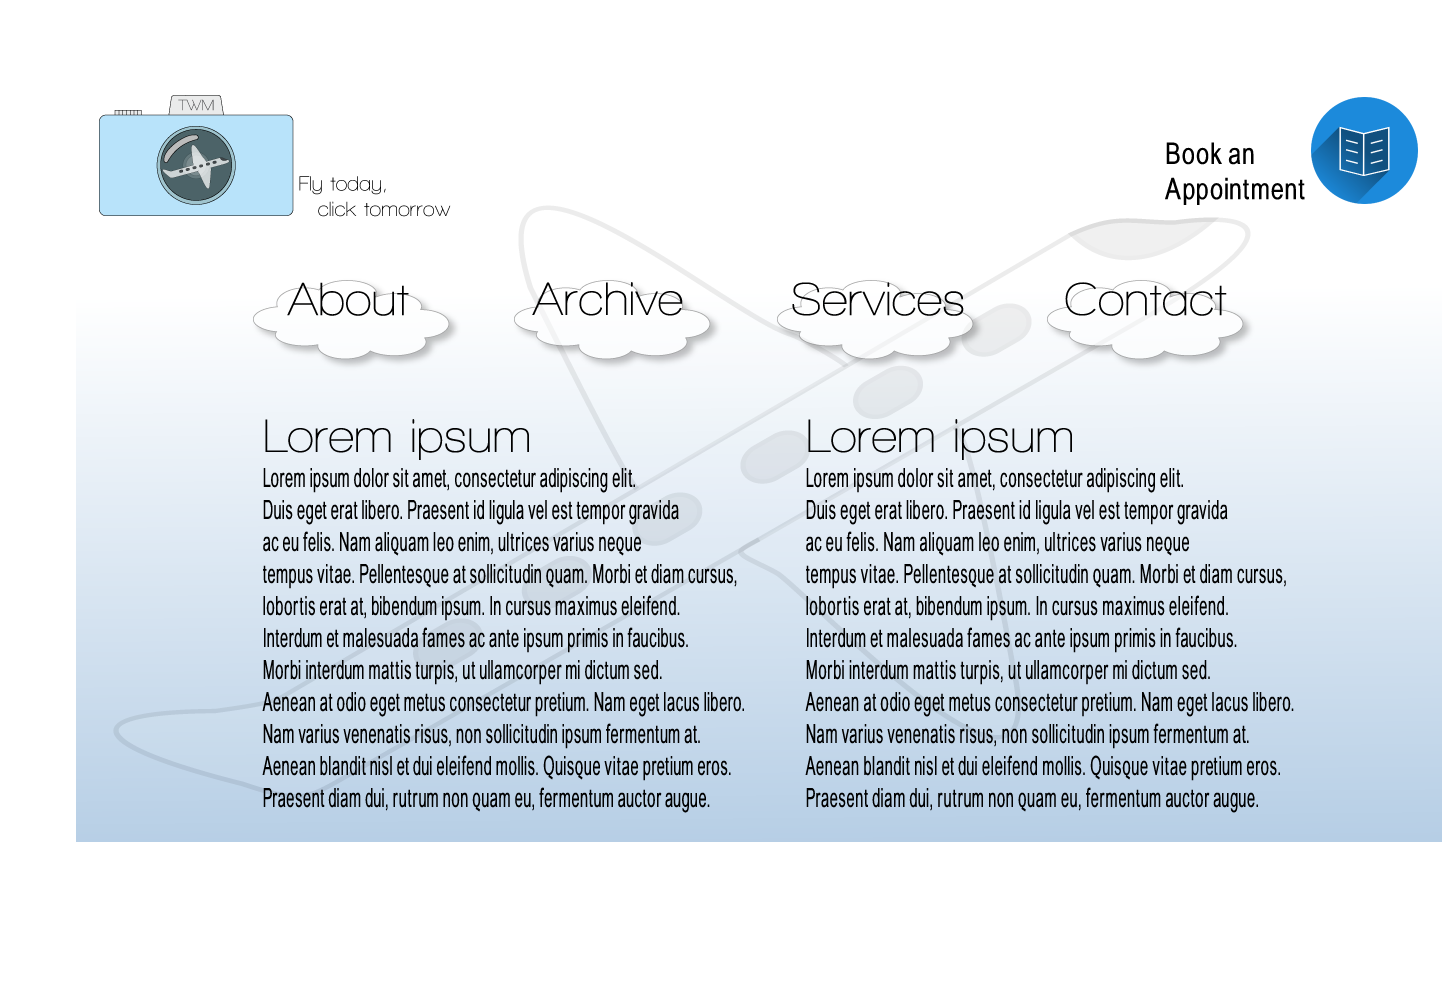 TWM
Fly today,
click tomorrow
Book an
Appointment
About
Archive
Services
Contact
Lorem ipsum
Lorem ipsum dolor sit amet, consectetur adipiscing elit.
Duis eget erat libero. Praesent id ligula vel est tempor gravida
ac eu felis. Nam aliquam leo enim, ultrices varius neque
tempus vitae. Pellentesque at sollicitudin quam. Morbi et diam cursus,
lobortis erat at, bibendum ipsum. In cursus maximus eleifend.
Interdum et malesuada fames ac ante ipsum primis in faucibus.
Morbi interdum mattis turpis, ut ullamcorper mi dictum sed.
Aenean at odio eget metus consectetur pretium. Nam eget lacus libero.
Nam varius venenatis risus, non sollicitudin ipsum fermentum at.
Aenean blandit nisl et dui eleifend mollis. Quisque vitae pretium eros.
Praesent diam dui, rutrum non quam eu, fermentum auctor augue.
Lorem ipsum
Lorem ipsum dolor sit amet, consectetur adipiscing elit.
Duis eget erat libero. Praesent id ligula vel est tempor gravida
ac eu felis. Nam aliquam leo enim, ultrices varius neque
tempus vitae. Pellentesque at sollicitudin quam. Morbi et diam cursus,
lobortis erat at, bibendum ipsum. In cursus maximus eleifend.
Interdum et malesuada fames ac ante ipsum primis in faucibus.
Morbi interdum mattis turpis, ut ullamcorper mi dictum sed.
Aenean at odio eget metus consectetur pretium. Nam eget lacus libero.
Nam varius venenatis risus, non sollicitudin ipsum fermentum at.
Aenean blandit nisl et dui eleifend mollis. Quisque vitae pretium eros.
Praesent diam dui, rutrum non quam eu, fermentum auctor augue.